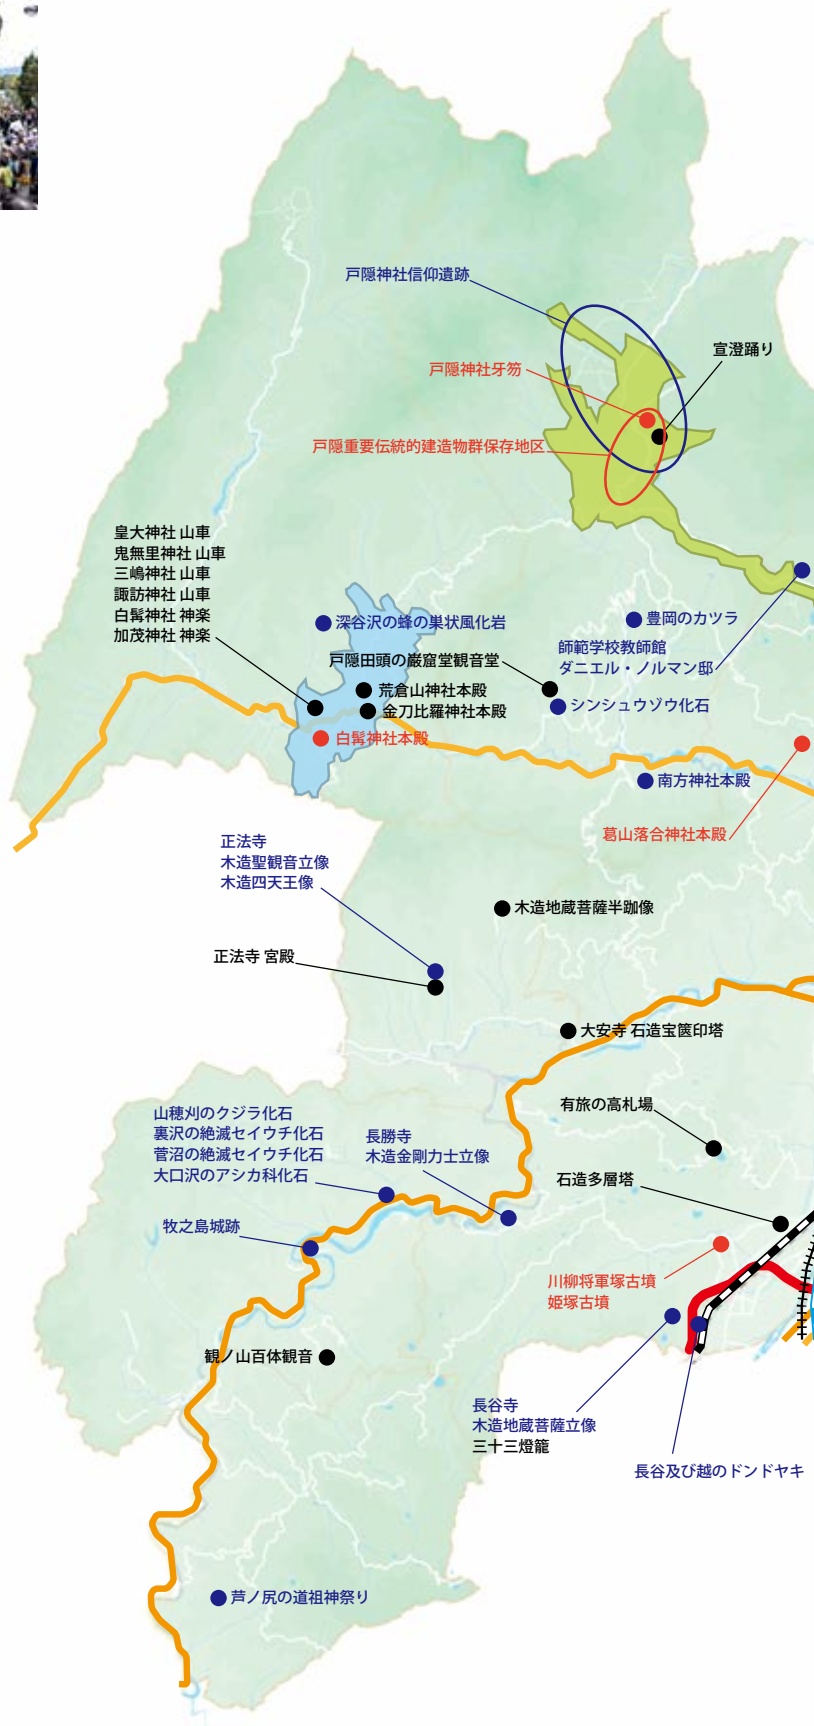 戸隠神社信仰遺跡
宣澄踊り
戸隠神社牙笏
戸隠重要伝統的建造物群保存地区
皇大神社 山車
鬼無里神社 山車
三嶋神社 山車
諏訪神社 山車
白髯神社 神楽
加茂神社 神楽
深谷沢の蜂の巣状風化岩
豊岡のカツラ
師範学校教師館
ダニエル・ノルマン邸
戸隠田頭の巌窟堂観音堂
荒倉山神社本殿
シンシュウゾウ化石
金刀比羅神社本殿
白髯神社本殿
南方神社本殿
葛山落合神社本殿
正法寺
木造聖観音立像
木造四天王像
木造地蔵菩薩半跏像
正法寺 宮殿
大安寺 石造宝篋印塔
有旅の高札場
山穂刈のクジラ化石
裏沢の絶滅セイウチ化石
菅沼の絶滅セイウチ化石
大口沢のアシカ科化石
長勝寺
木造金剛力士立像
石造多層塔
牧之島城跡
川柳将軍塚古墳
姫塚古墳
観ノ山百体観音
長谷寺
木造地蔵菩薩立像
三十三燈籠
長谷及び越のドンドヤキ
芦ノ尻の道祖神祭り